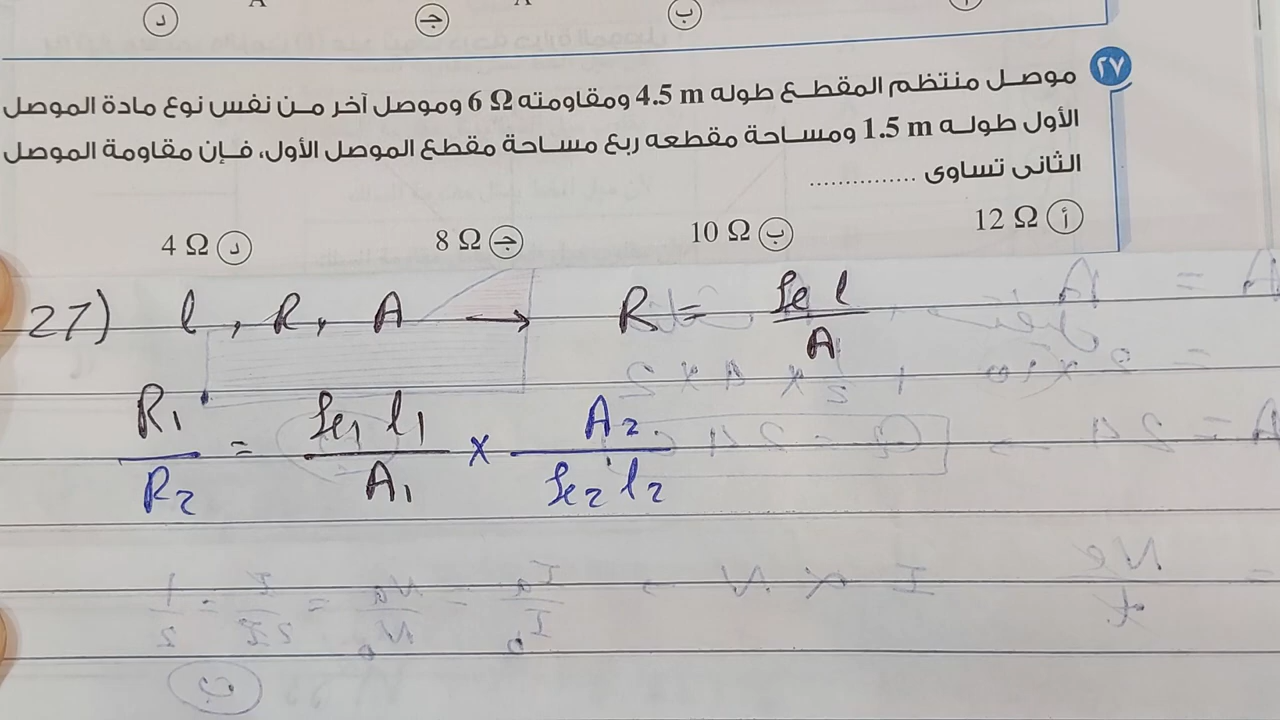 د ج ب أ
٢٧ موصل منتظم المقطع طوله 4.5 m ومقاومته 6 Ω وموصل آخر من نفس نوع مادة الموصل
الأول طوله 1.5 m ومساحة مقطعه ربع مساحة مقطع الموصل الأول، فإن مقاومة الموصل
الثانى تساوى ...............
أ 12 Ω ب 10 Ω ج 8 Ω د 4 Ω
27) l , R , A → R = ρe l / A
R1 / R2 = ρe1 l1 / A1 × A2 / ρe2 l2